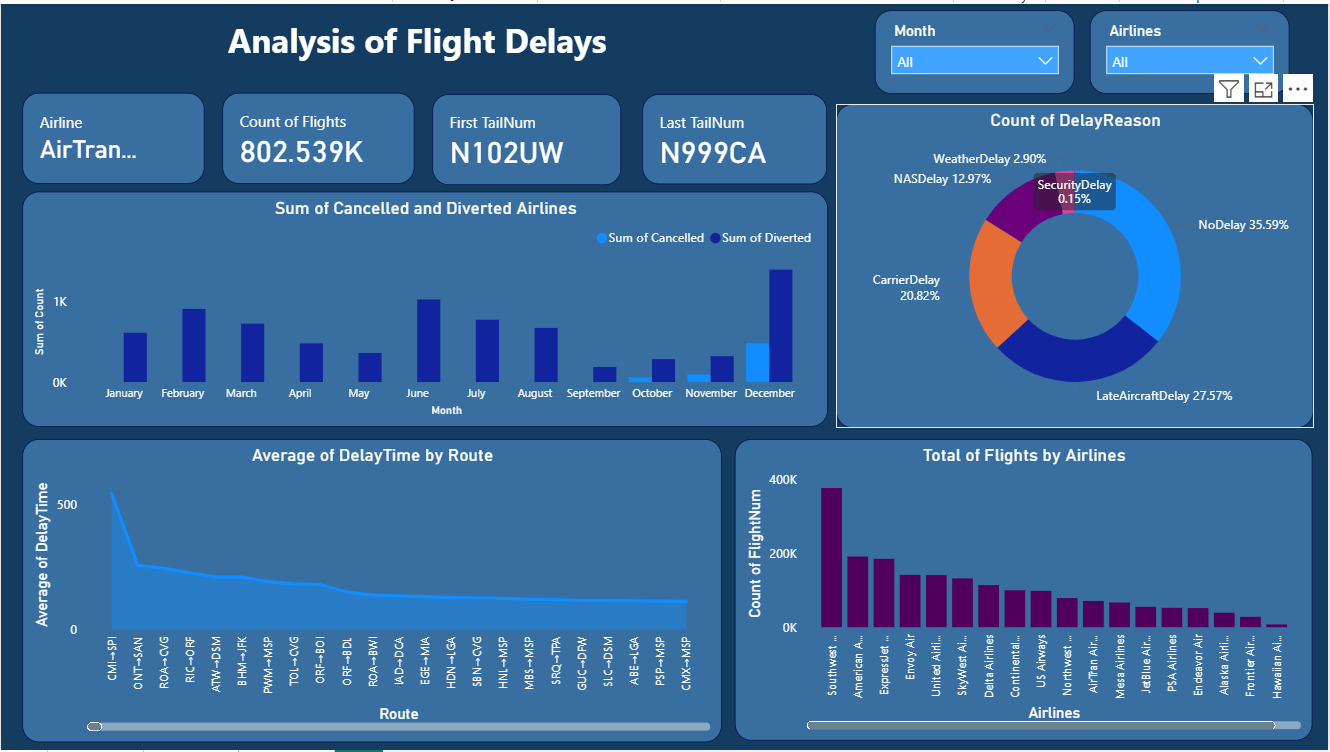 Analysis of Flight Delays
Month
All
Airlines
All
Airline
AirTran...
Count of Flights
802.539K
First TailNum
N102UW
Last TailNum
N999CA
Sum of Cancelled and Diverted Airlines
Sum of Cancelled Sum of Diverted
Sum of Count
1K
0K
January February March April May June July August September October November December
Month
Count of DelayReason
WeatherDelay 2.90%
NASDelay 12.97%
SecurityDelay
0.15%
NoDelay 35.59%
CarrierDelay
20.82%
LateAircraftDelay 27.57%
Average of DelayTime by Route
Average of DelayTime
500
0
CMI→SPI
ONT→SAN
ROA→CVG
RIC→ORF
ATW→DSM
BHM→JFK
PWM→MSP
TOL→CVG
ORF→BOI
ORF→BDL
ROA→BWI
IAD→DCA
EGE→MIA
HDN→LGA
SBN→CVG
HNL→MSP
MBS→MSP
SRQ→TPA
GUC→DFW
SLC→DSM
ABE→LGA
PSP→MSP
CMX→MSP
Route
Total of Flights by Airlines
Count of FlightNum
400K
200K
0K
Southwest ...
American A...
ExpressJet ...
Envoy Air
United Airli...
SkyWest Ai...
Delta Airlines
Continental...
US Airways
Northwest ...
AirTran Air...
Mesa Airlines
JetBlue Air...
PSA Airlines
Endeavor Air
Alaska Airli...
Frontier Air...
Hawaiian Ai...
Airlines